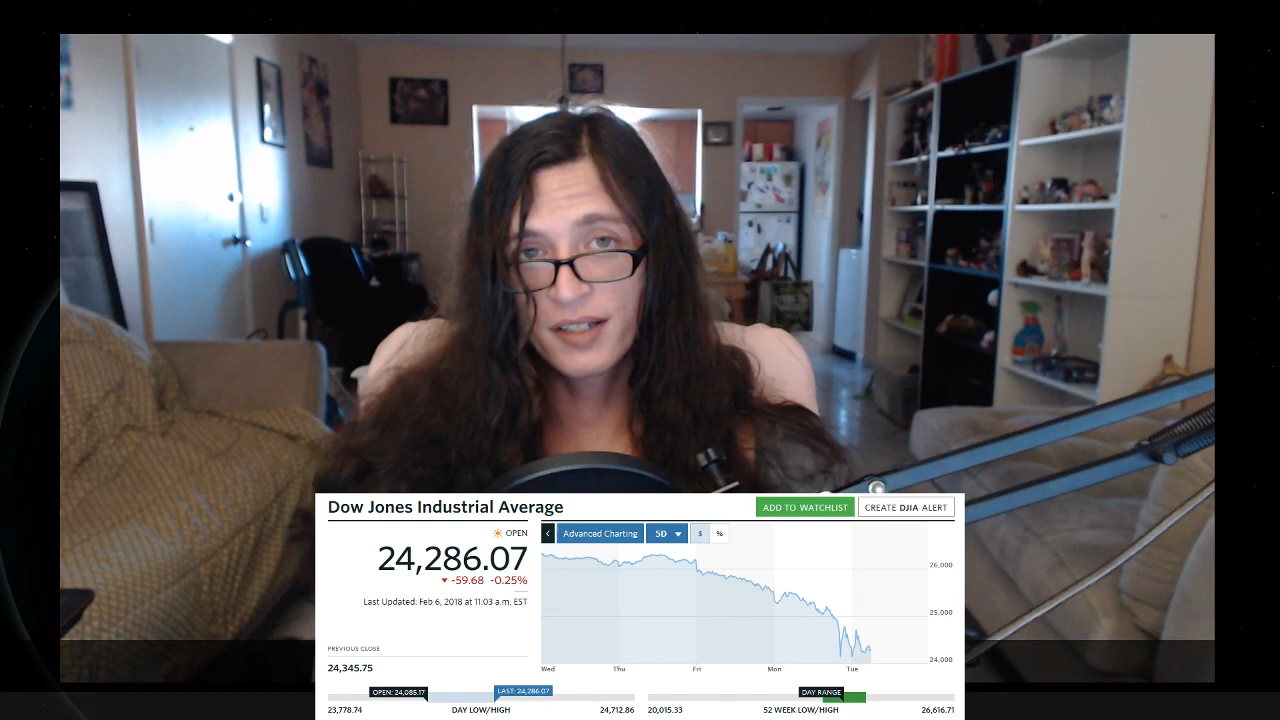 Dow Jones Industrial Average
ADD TO WATCHLIST
CREATE DJIA ALERT
OPEN
24,286.07
-59.68 -0.25%
Last Updated: Feb 6, 2018 at 11:03 a.m. EST
PREVIOUS CLOSE
24,345.75
< Advanced Charting 5D $ %
26,000
25,000
24,000
Wed Thu Fri Mon Tue
OPEN: 24,085.17 LAST: 24,286.07
23,778.74 DAY LOW/HIGH 24,712.86
DAY RANGE
20,015.33 52 WEEK LOW/HIGH 26,616.71